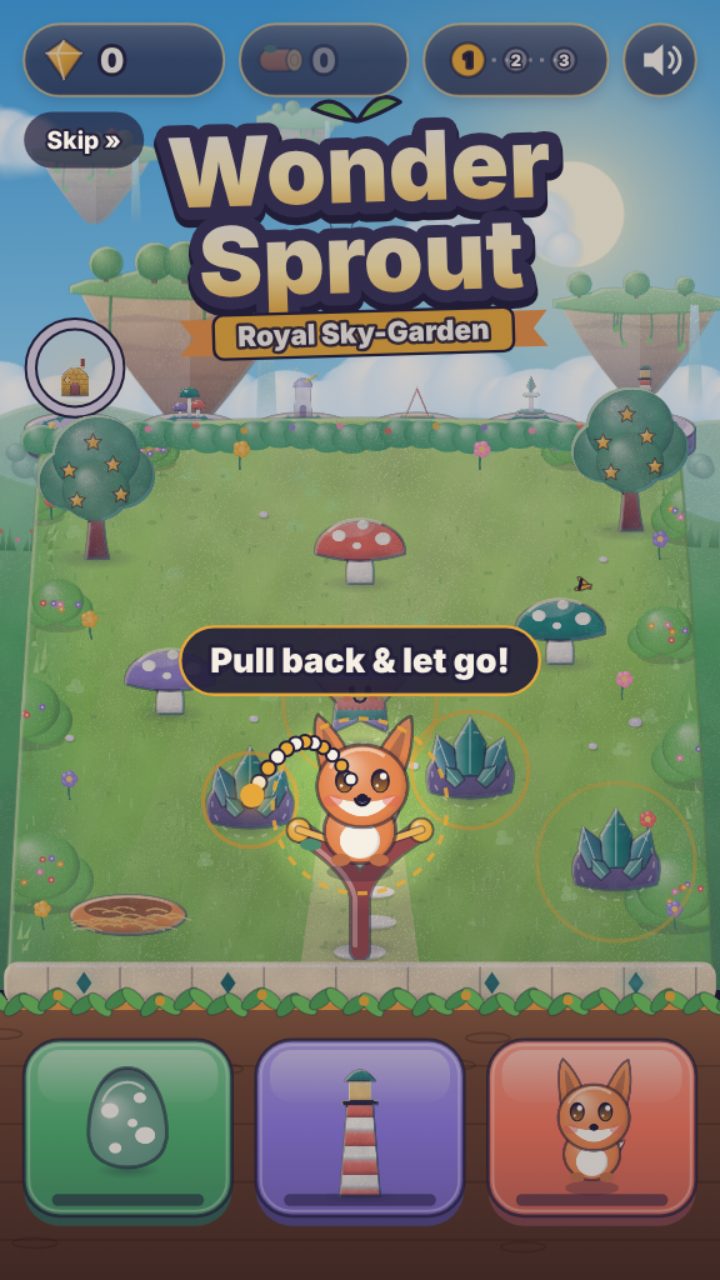 0
0
1 2 3
Skip »
Wonder
Sprout
Royal Sky-Garden
Pull back & let go!